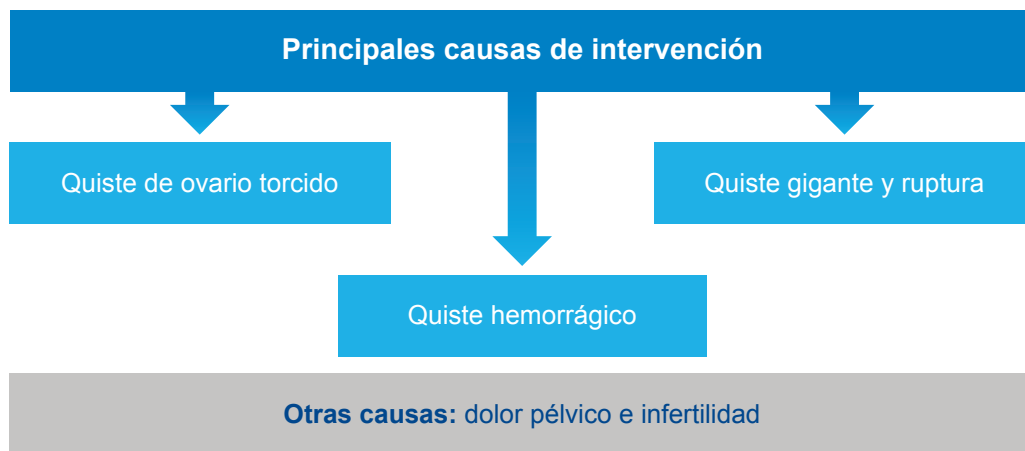 Principales causas de intervención
Quiste de ovario torcido
Quiste gigante y ruptura
Quiste hemorrágico
Otras causas: dolor pélvico e infertilidad